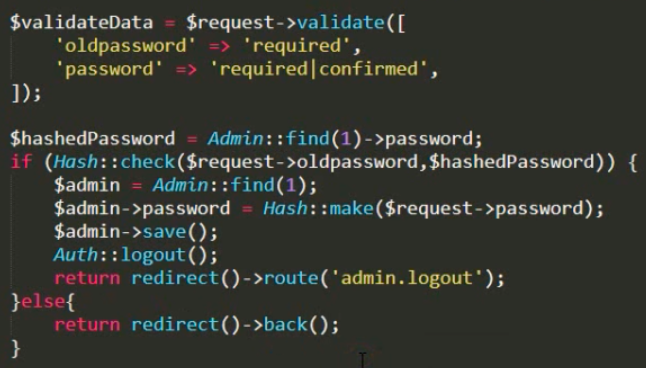 $validateData = $request->validate([
    'oldpassword' => 'required',
    'password' => 'required|confirmed',
]);

$hashedPassword = Admin::find(1)->password;
if (Hash::check($request->oldpassword,$hashedPassword)) {
    $admin = Admin::find(1);
    $admin->password = Hash::make($request->password);
    $admin->save();
    Auth::logout();
    return redirect()->route('admin.logout');
}else{
    return redirect()->back();
}